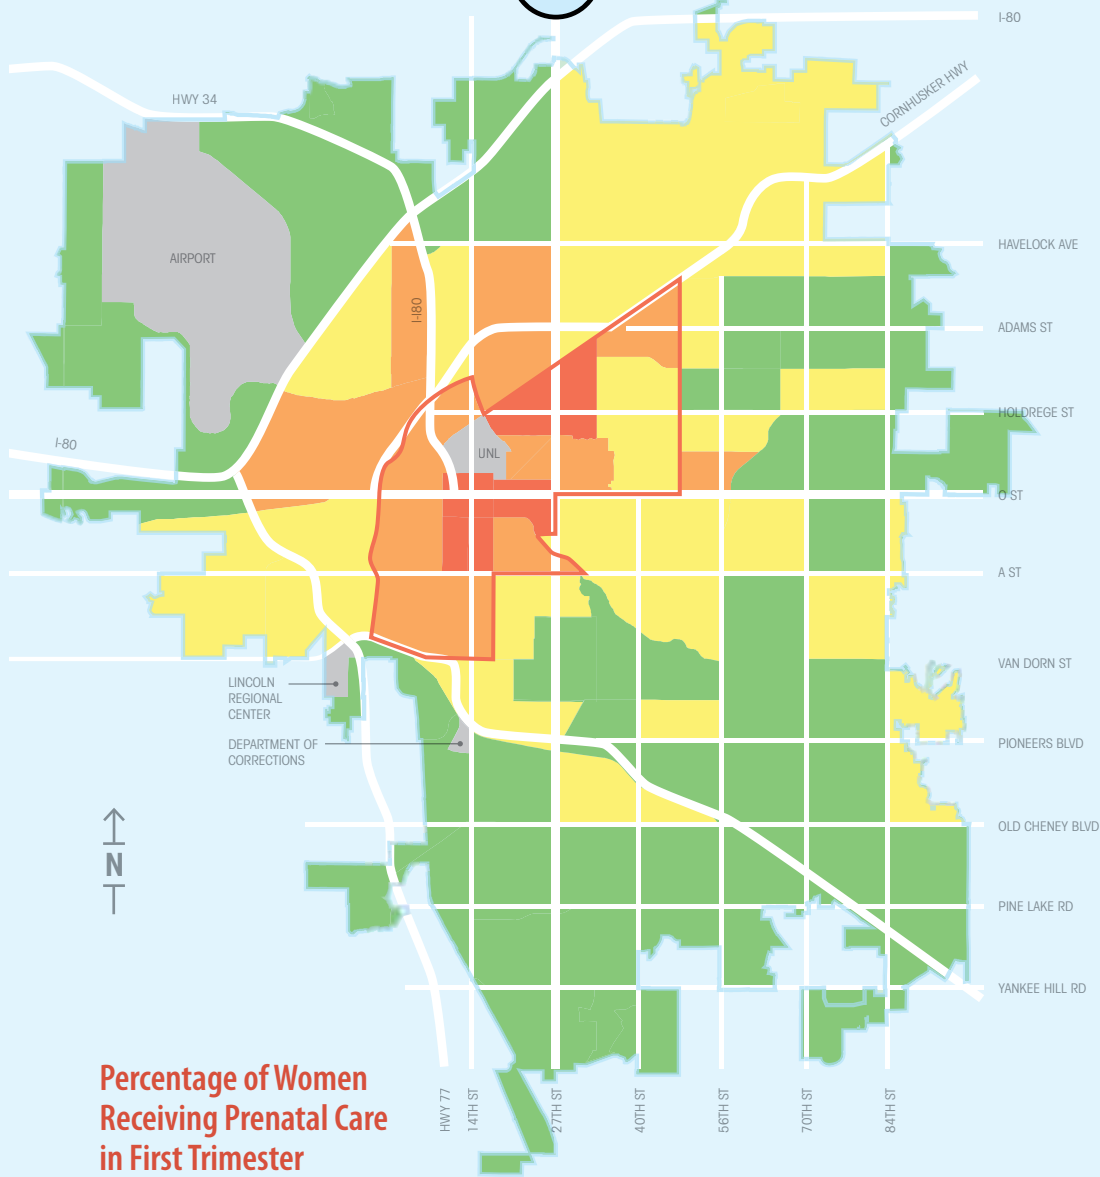 I-80
CORNHUSKER HWY
HWY 34
HAVELOCK AVE
AIRPORT
I-180
ADAMS ST
HOLDREGE ST
I-80
UNL
O ST
A ST
VAN DORN ST
LINCOLN
REGIONAL
CENTER
DEPARTMENT OF
CORRECTIONS
PIONEERS BLVD
OLD CHENEY BLVD
N
PINE LAKE RD
YANKEE HILL RD
Percentage of Women
Receiving Prenatal Care
in First Trimester
HWY 77
14TH ST
27TH ST
40TH ST
56TH ST
70TH ST
84TH ST